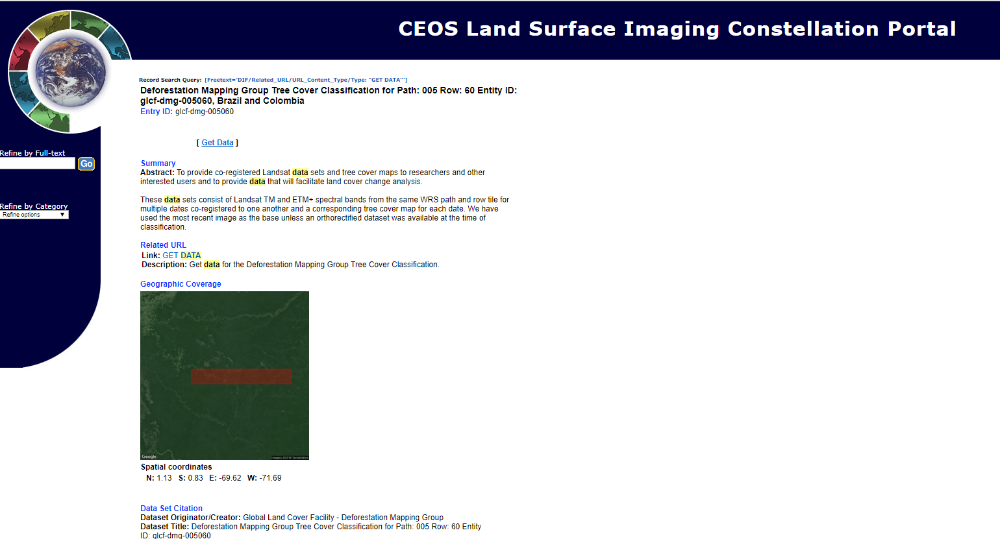 CEOS Land Surface Imaging Constellation Portal
Record Search Query: [Freetext='DIF/Related_URL/URL_Content_Type/Type: "GET DATA"']
Deforestation Mapping Group Tree Cover Classification for Path: 005 Row: 60 Entity ID:
glcf-dmg-005060, Brazil and Colombia
Entry ID: glcf-dmg-005060
[ Get Data ]
Refine by Full-text
Go
Refine by Category
Refine options
Summary
Abstract: To provide co-registered Landsat data sets and tree cover maps to researchers and other
interested users and to provide data that will facilitate land cover change analysis.
These data sets consist of Landsat TM and ETM+ spectral bands from the same WRS path and row tile for
multiple dates co-registered to one another and a corresponding tree cover map for each date. We have
used the most recent image as the base unless an orthorectified dataset was available at the time of
classification.
Related URL
Link: GET DATA
Description: Get data for the Deforestation Mapping Group Tree Cover Classification.
Geographic Coverage
Google
Imagery ©2018 TerraMetrics
Spatial coordinates
N: 1.13 S: 0.83 E: -69.62 W: -71.69
Data Set Citation
Dataset Originator/Creator: Global Land Cover Facility - Deforestation Mapping Group
Dataset Title: Deforestation Mapping Group Tree Cover Classification for Path: 005 Row: 60 Entity
ID: glcf-dmg-005060